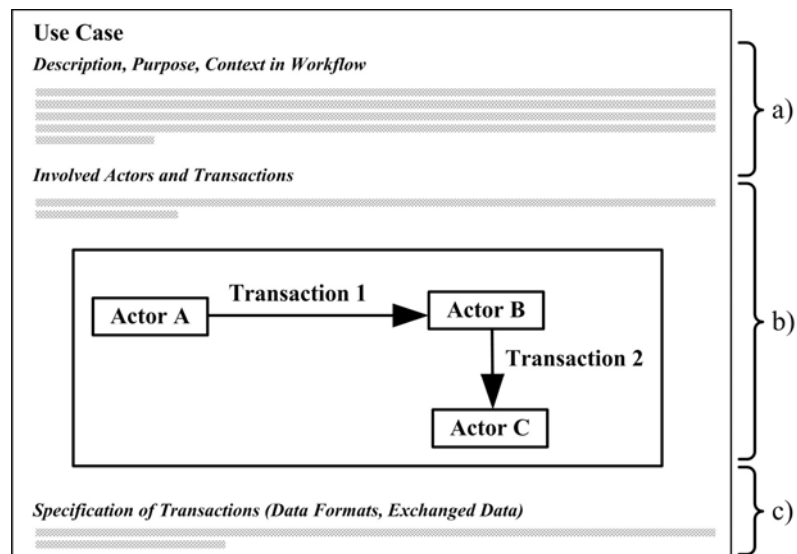 Use Case
Description, Purpose, Context in Workflow
a)
Involved Actors and Transactions
Transaction 1
Actor A
Actor B
b)
Transaction 2
Actor C
Specification of Transactions (Data Formats, Exchanged Data)
c)